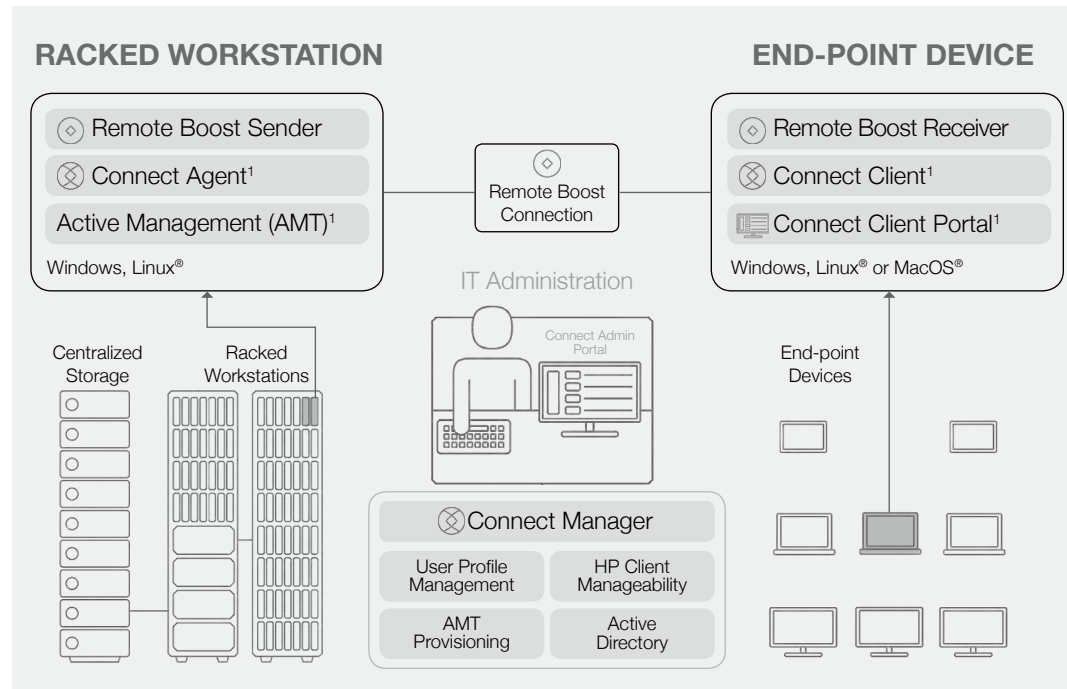 RACKED WORKSTATION
Remote Boost Sender
Connect Agent¹
Active Management (AMT)¹
Windows, Linux®
Remote Boost
Connection
END-POINT DEVICE
Remote Boost Receiver
Connect Client¹
Connect Client Portal¹
Windows, Linux® or MacOS®
IT Administration
Connect Admin
Portal
Centralized
Storage
Racked
Workstations
End-point
Devices
Connect Manager
User Profile
Management
HP Client
Manageability
AMT
Provisioning
Active
Directory